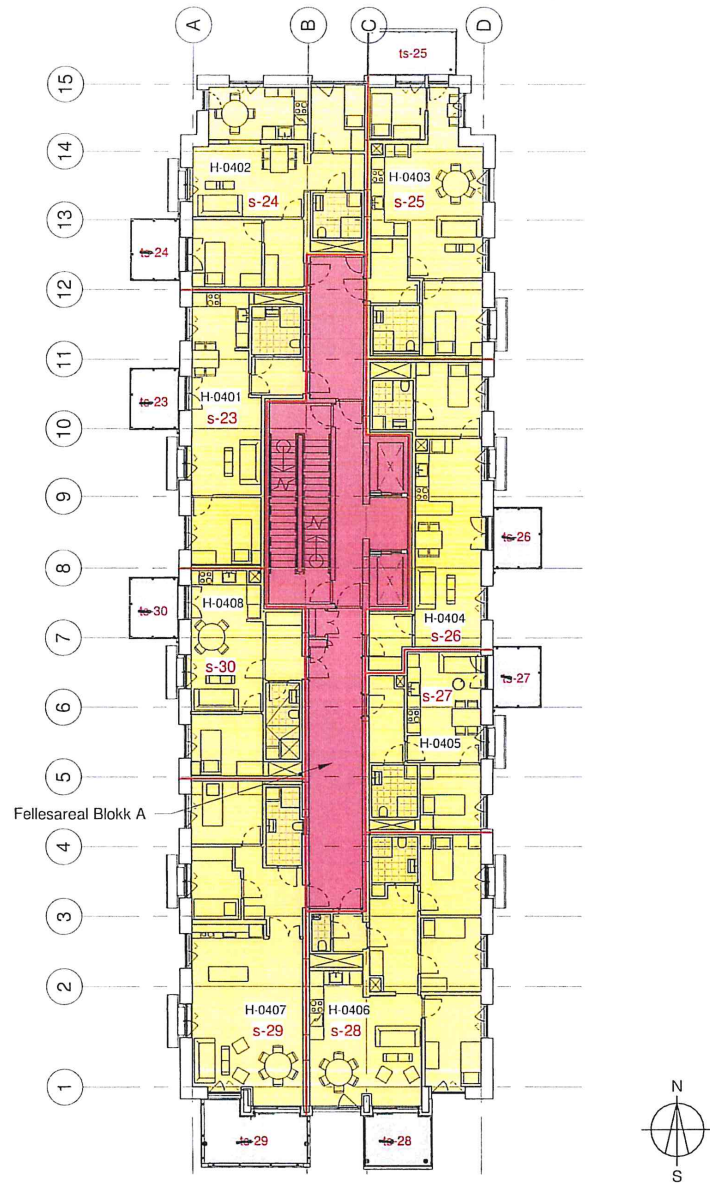 A
B
C
D
ts-25
15
14
H-0402
s-24
H-0403
s-25
13
ts-24
12
11
ts-23
H-0401
s-23
10
9
ts-26
8
ts-30
H-0408
H-0404
s-26
7
s-30
ts-27
s-27
6
H-0405
5
Fellesareal Blokk A
4
3
2
H-0407
s-29
H-0406
s-28
1
N
S
ts-29
ts-28